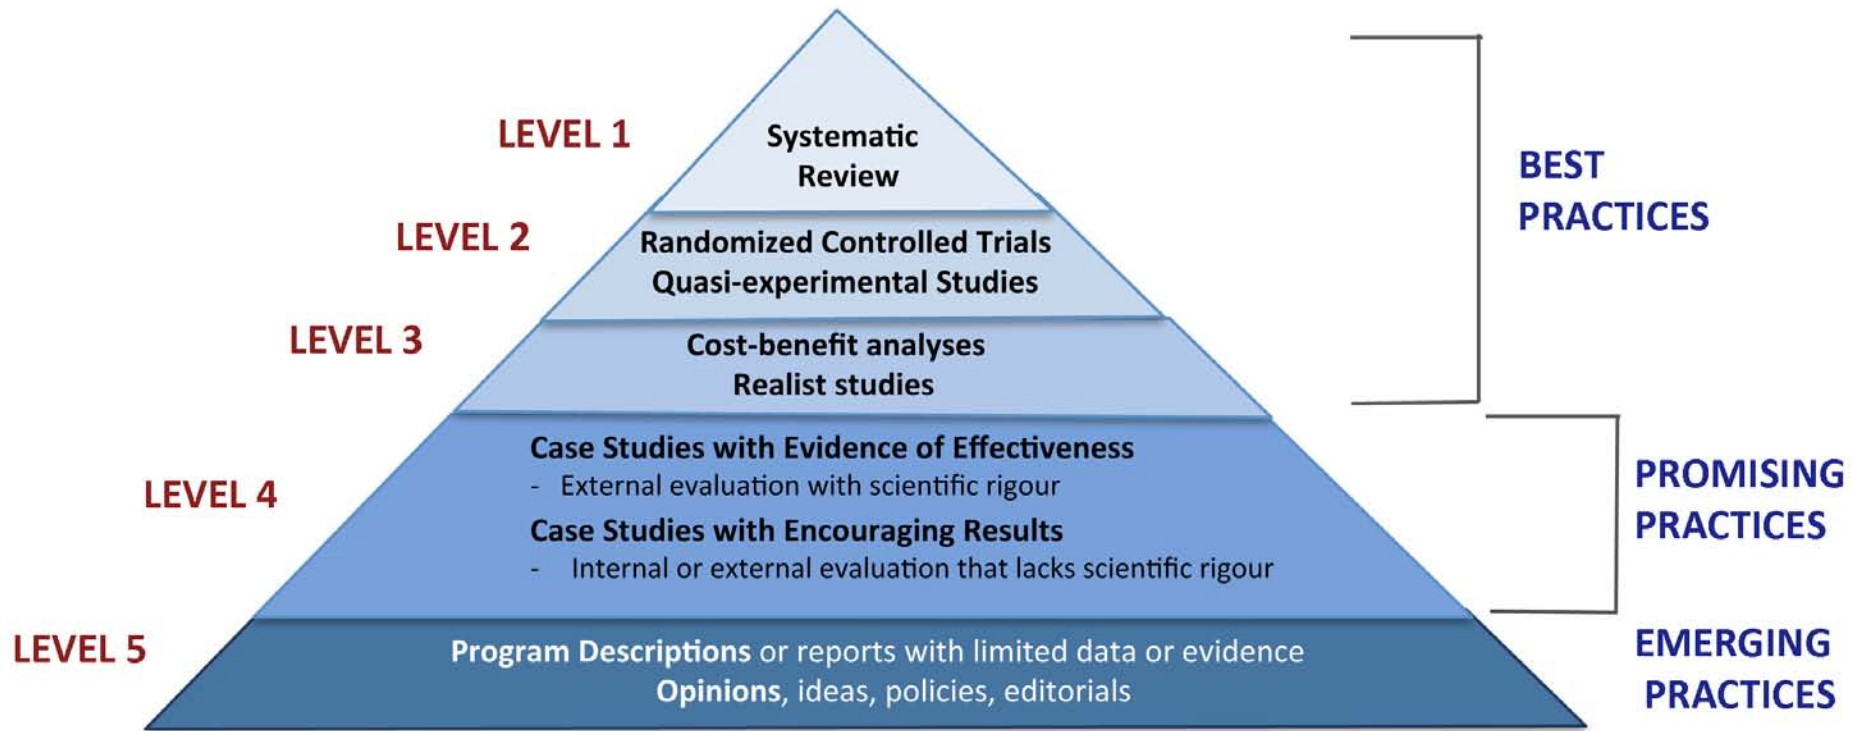 LEVEL 1
Systematic
Review
LEVEL 2
Randomized Controlled Trials
Quasi-experimental Studies
LEVEL 3
Cost-benefit analyses
Realist studies
BEST
PRACTICES
LEVEL 4
Case Studies with Evidence of Effectiveness
- External evaluation with scientific rigour
Case Studies with Encouraging Results
- Internal or external evaluation that lacks scientific rigour
PROMISING
PRACTICES
LEVEL 5
Program Descriptions or reports with limited data or evidence
Opinions, ideas, policies, editorials
EMERGING
PRACTICES